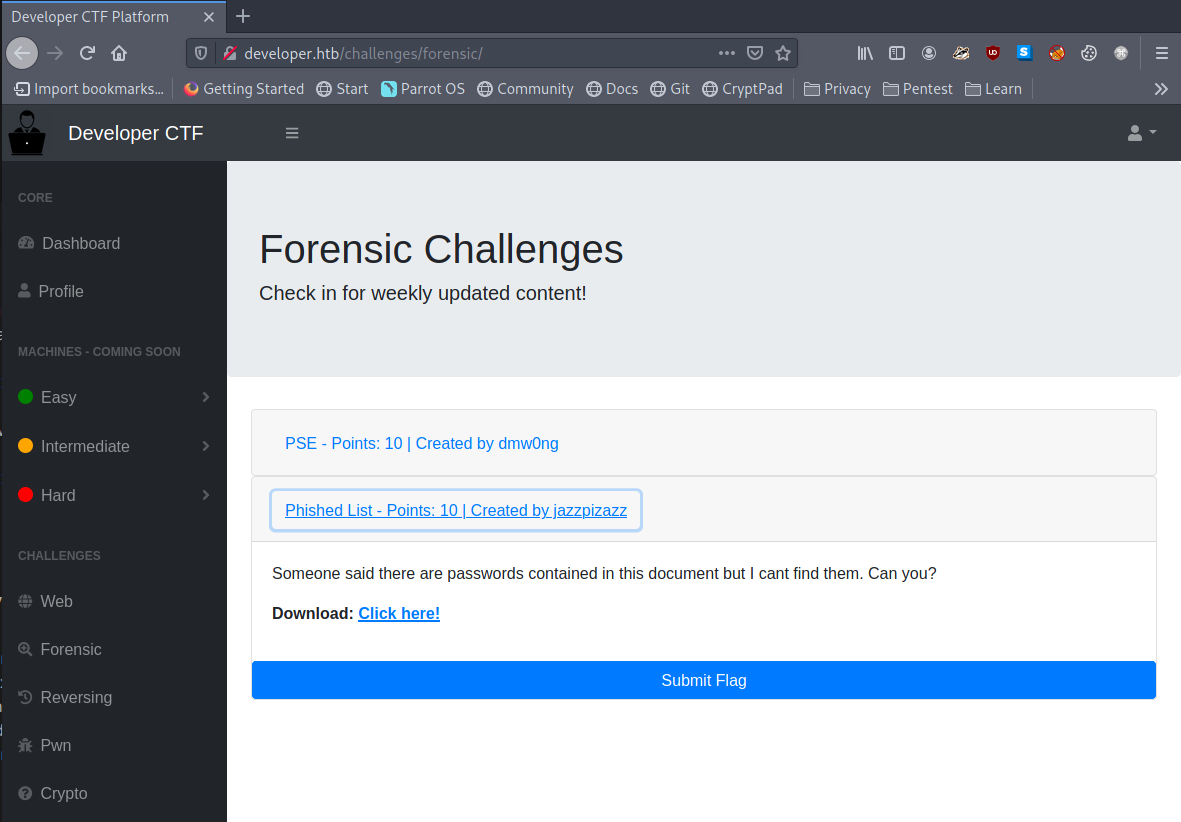 Developer CTF Platform
developer.htb/challenges/forensic/
Import bookmarks... Getting Started Start Parrot OS Community Docs Git CryptPad Privacy Pentest Learn
Developer CTF
CORE
Dashboard
Profile
MACHINES - COMING SOON
Easy
Intermediate
Hard
CHALLENGES
Web
Forensic
Reversing
Pwn
Crypto
Forensic Challenges
Check in for weekly updated content!
PSE - Points: 10 | Created by dmw0ng
Phished List - Points: 10 | Created by jazzpizazz
Someone said there are passwords contained in this document but I cant find them. Can you?
Download: Click here!
Submit Flag